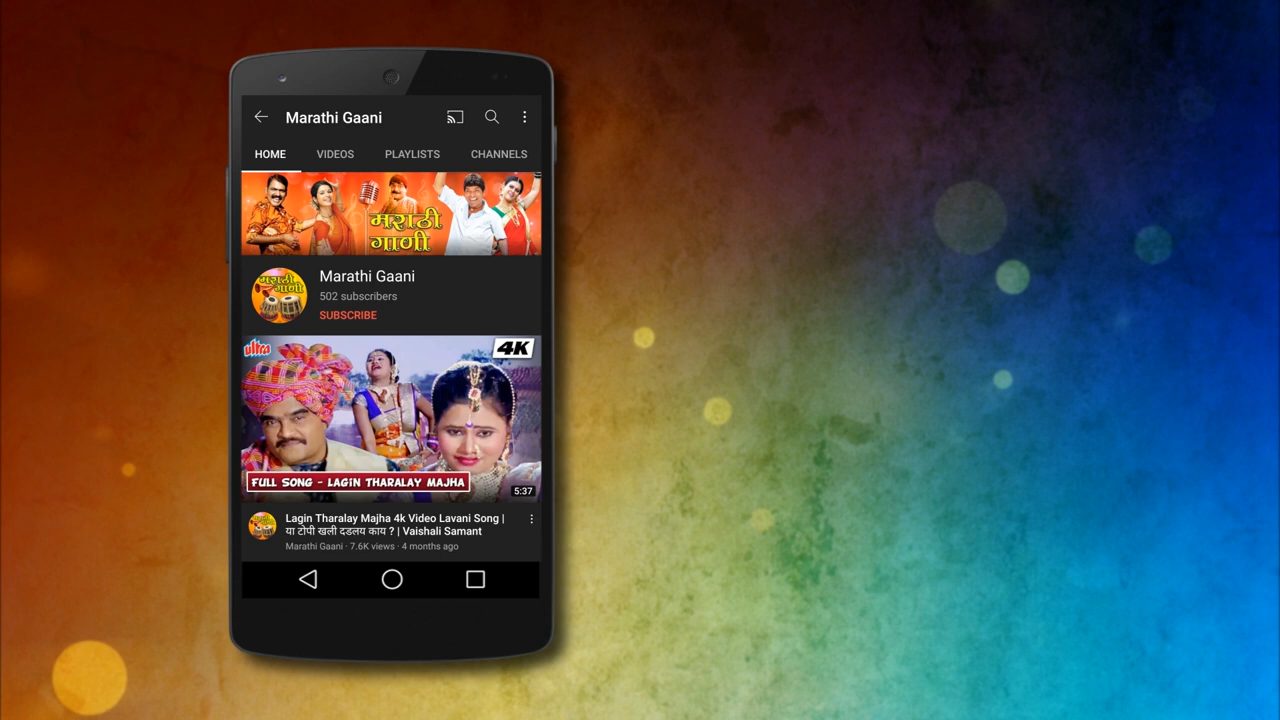 Marathi Gaani
HOME VIDEOS PLAYLISTS CHANNELS
मराठी
गाणी
मराठी
गाणी
Marathi Gaani
502 subscribers
SUBSCRIBE
ultra
4K
FULL SONG - LAGIN THARALAY MAJHA
5:37
Lagin Tharalay Majha 4k Video Lavani Song |
या टोपी खली दडलय काय ? | Vaishali Samant
Marathi Gaani · 7.6K views · 4 months ago